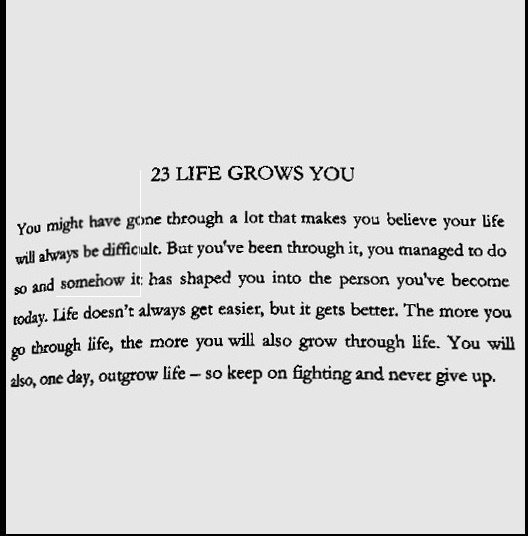 23 LIFE GROWS YOU
You might have gone through a lot that makes you believe your life
will always be difficult. But you've been through it, you managed to do
so and somehow it has shaped you into the person you've become
today. Life doesn't always get easier, but it gets better. The more you
go through life, the more you will also grow through life. You will
also, one day, outgrow life – so keep on fighting and never give up.